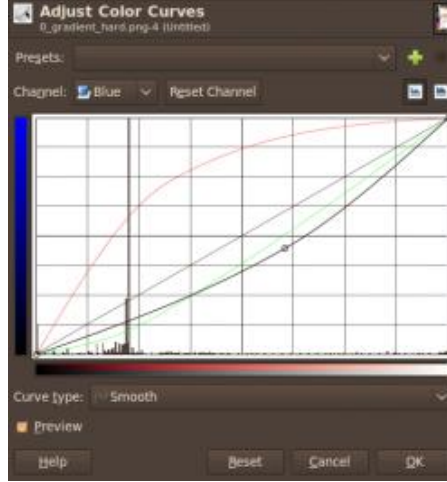 Adjust Color Curves
0_gradient_hard.png-4 (Untitled)
Presets:
Channel: Blue Reset Channel
Curve type: Smooth
Preview
Help Reset Cancel OK